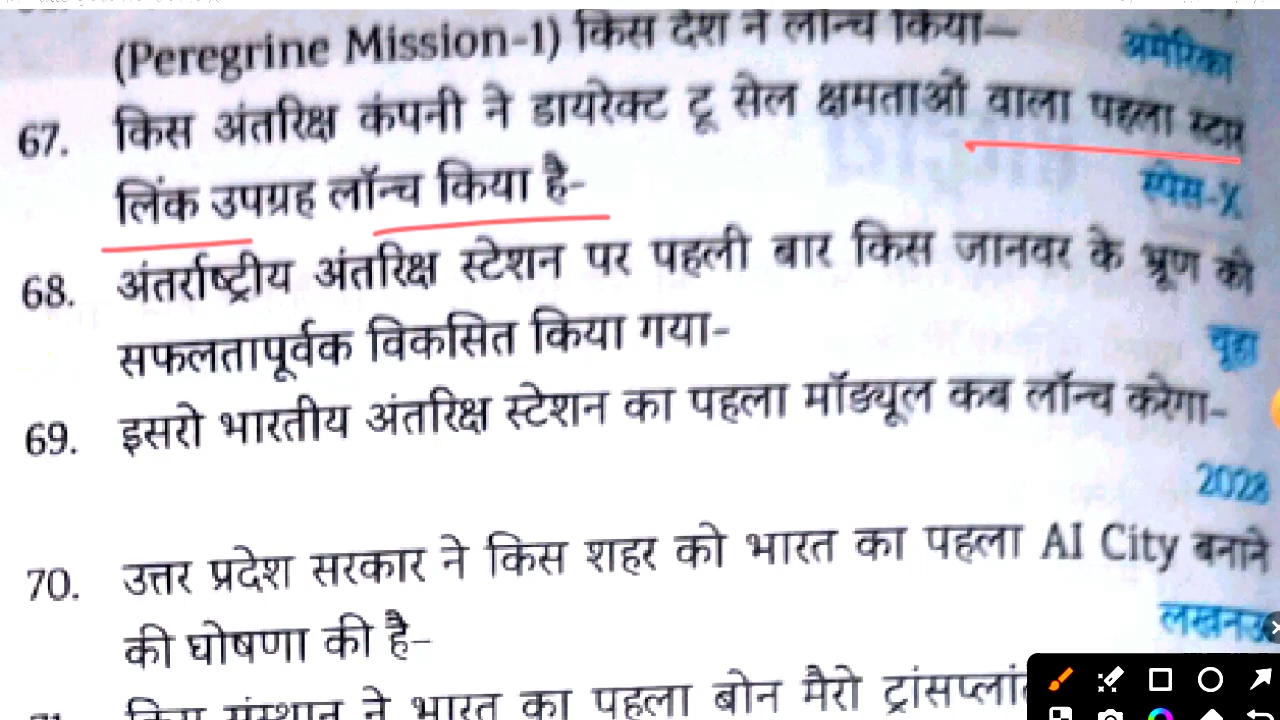 (Peregrine Mission-1) किस देश ने लॉन्च किया—
अमेरिका
67. किस अंतरिक्ष कंपनी ने डायरेक्ट टू सेल क्षमताओं वाला पहला स्टार
लिंक उपग्रह लॉन्च किया है-
स्पेस-X
68. अंतर्राष्ट्रीय अंतरिक्ष स्टेशन पर पहली बार किस जानवर के भ्रूण को
सफलतापूर्वक विकसित किया गया-
चूहा
69. इसरो भारतीय अंतरिक्ष स्टेशन का पहला मॉड्यूल कब लॉन्च करेगा-
2028
70. उत्तर प्रदेश सरकार ने किस शहर को भारत का पहला AI City बनाने
की घोषणा की है-
लखनऊ
किस संस्थान ने भारत का पहला बोन मैरो